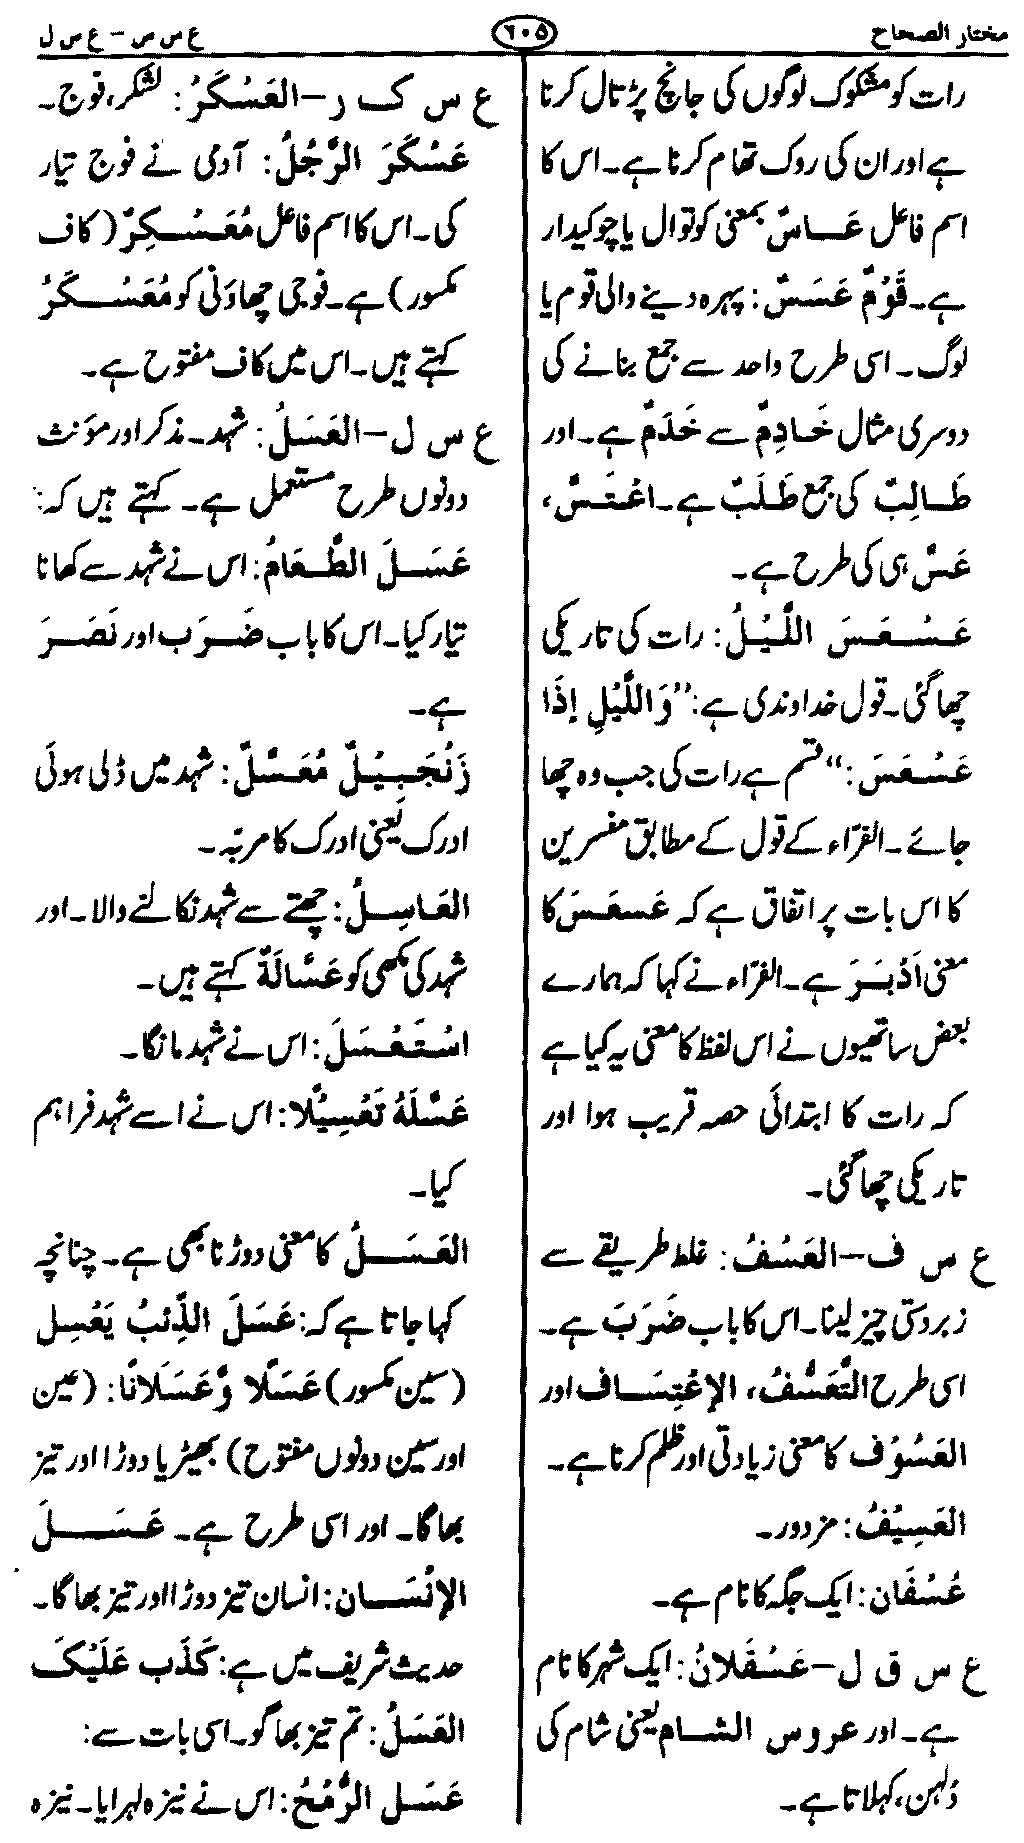 مختار الصحاح
٦٠٥
ع س س – ع س ل
رات کو مشکوک لوگوں کی جانچ پڑتال کرتا
ہے اور ان کی روک تھام کرتا ہے۔ اس کا
اسم فاعل عَاسٌّ بمعنی کوتوال یا چوکیدار
ہے۔ قَوْمٌ عَسَسٌ: پہرہ دینے والی قوم یا
لوگ۔ اسی طرح واحد سے جمع بنانے کی
دوسری مثال خَادِمٌ سے خَدَمٌ ہے۔ اور
طَالِبٌ کی جمع طَلَبٌ ہے۔ اعْتَسَّ،
عَسَّ ہی کی طرح ہے۔
عَسْعَسَ اللَّيْلُ: رات کی تاریکی
چھا گئی۔ قول خداوندی ہے: ”وَاللَّيْلِ إِذَا
عَسْعَسَ:“ قسم ہے رات کی جب وہ چھا
جائے۔ الفرّاء کے قول کے مطابق مفسرین
کا اس بات پر اتفاق ہے کہ عَسعَسَ کا
معنی اَدْبَرَ ہے۔ الفرّاء نے کہا کہ ہمارے
بعض ساتھیوں نے اس لفظ کا معنی یہ کیا ہے
کہ رات کا ابتدائی حصہ قریب ہوا اور
تاریکی چھا گئی۔
ع س ف – العَسْفُ: غلط طریقے سے
زبردستی چیز لینا۔ اس کا باب ضَرَبَ ہے۔
اسی طرح التَّعَسُّفُ، الإعْتِسَاف اور
العَسُوْف کا معنی زیادتی اور ظلم کرنا ہے۔
العَسِيْفُ: مزدور۔
عُسْفَان: ایک جگہ کا نام ہے۔
ع س ق ل – عَسْقَلانُ: ایک شہر کا نام
ہے۔ اور عروس الشام یعنی شام کی
دُلہن، کہلاتا ہے۔
ع س ک ر – العَسْكَرُ: لشکر، فوج۔
عَسْكَرَ الرَّجُلُ: آدمی نے فوج تیار
کی۔ اس کا اسم فاعل مُعَسْكِرٌ (کاف
مکسور) ہے۔ فوجی چھاؤنی کو مُعَسْكَرٌ
کہتے ہیں۔ اس میں کاف مفتوح ہے۔
ع س ل – العَسَلُ: شہد۔ مذکر اور مؤنث
دونوں طرح مستعمل ہے۔ کہتے ہیں کہ:
عَسَلَ الطَّعَامُ: اس نے شہد سے کھانا
تیار کیا۔ اس کا باب ضَرَب اور نَصَرَ
ہے۔
زَنْجَبِيْلٌ مُعَسَّلٌ: شہد میں ڈلی ہوئی
ادرک یعنی ادرک کا مربّہ۔
العَاسِلُ: چھتے سے شہد نکالنے والا۔ اور
شہد کی مکھی کو عَسَّالَةٌ کہتے ہیں۔
اسْتَعْسَلَ: اس نے شہد مانگا۔
عَسَّلَهُ تَعْسِيْلًا: اس نے اسے شہد فراہم
کیا۔
العَسَلُ کا معنی دوڑنا بھی ہے۔ چنانچہ
کہا جاتا ہے کہ: عَسَلَ الذِّئبُ يَعْسِل
(سین مکسور) عَسَلًا وَّعَسَلَانًا: (عین
اور سین دونوں مفتوح) بھیڑیا دوڑا اور تیز
بھاگا۔ اور اسی طرح ہے۔ عَسَلَ
الإنْسَان: انسان تیز دوڑا اور تیز بھاگا۔
حدیث شریف میں ہے: كَذَب عَلَيْكَ
العَسَلُ: تم تیز بھاگو۔ اسی بات سے:
عَسَل الرُّمْحُ: اس نے نیزہ لہرایا۔ نیزہ